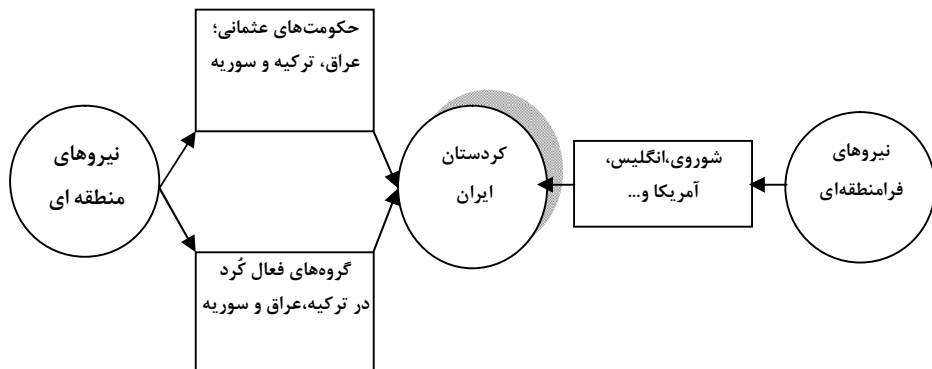 حکومت‌های عثمانی؛
عراق، ترکیه و سوریه
نیروهای
فرامنطقه‌ای
شوروی،انگلیس،
آمریکا و...
کردستان
ایران
نیروهای
منطقه ای
گروه‌های فعال کُرد
در ترکیه،عراق و سوریه